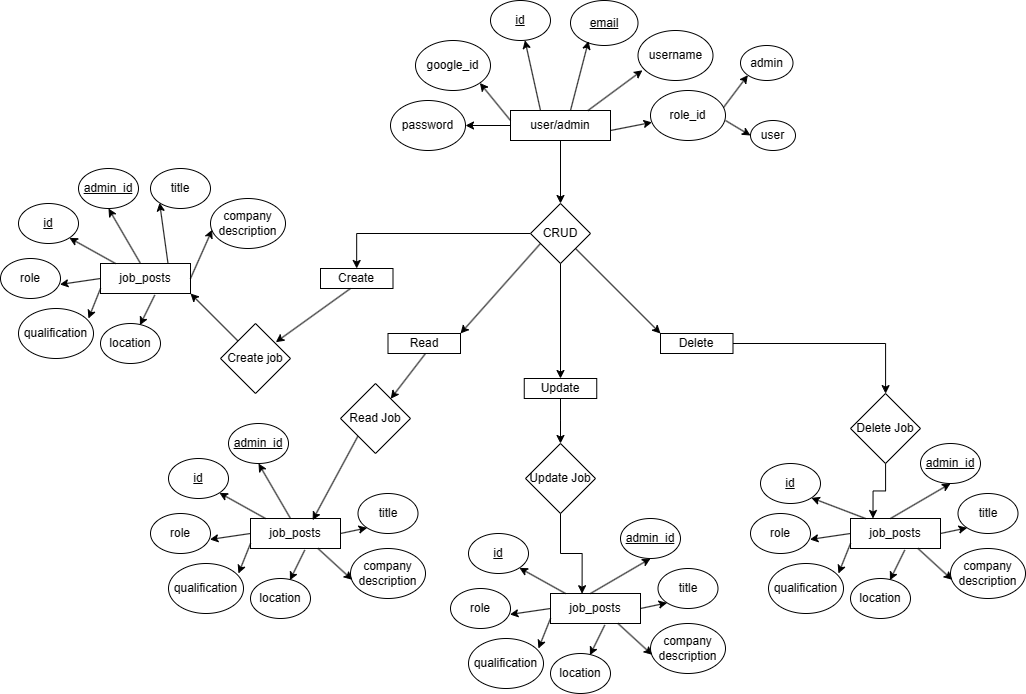 id
email
google_id
username
admin
password
user/admin
role_id
user
admin_id
title
id
company
description
CRUD
role
job_posts
Create
qualification
location
Create job
Read
Delete
Update
Read Job
Delete Job
admin_id
id
Update Job
admin_id
id
title
role
job_posts
qualification
location
company
description
title
role
job_posts
qualification
location
company
description
id
admin_id
title
role
job_posts
qualification
location
company
description